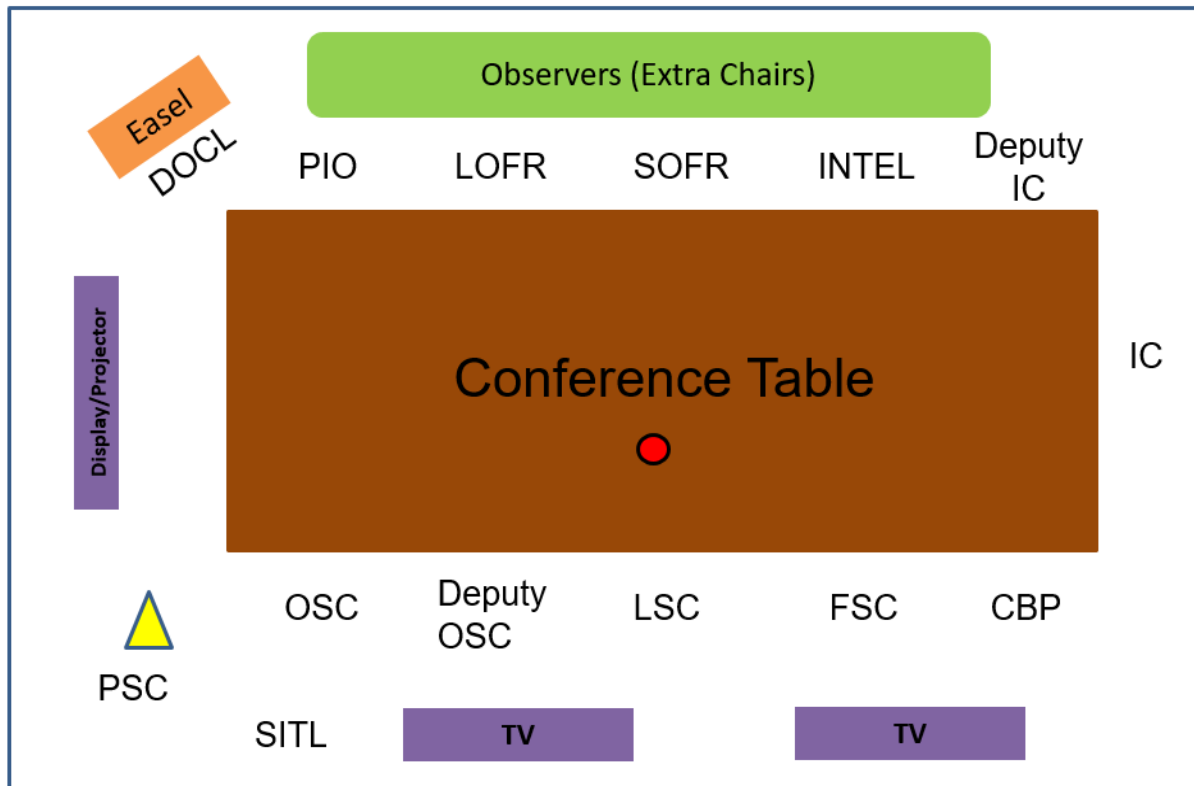 Observers (Extra Chairs)
Easel
DOCL
PIO
LOFR
SOFR
INTEL
Deputy
IC
Display/Projector
Conference Table
IC
OSC
Deputy
OSC
LSC
FSC
CBP
PSC
SITL
TV
TV